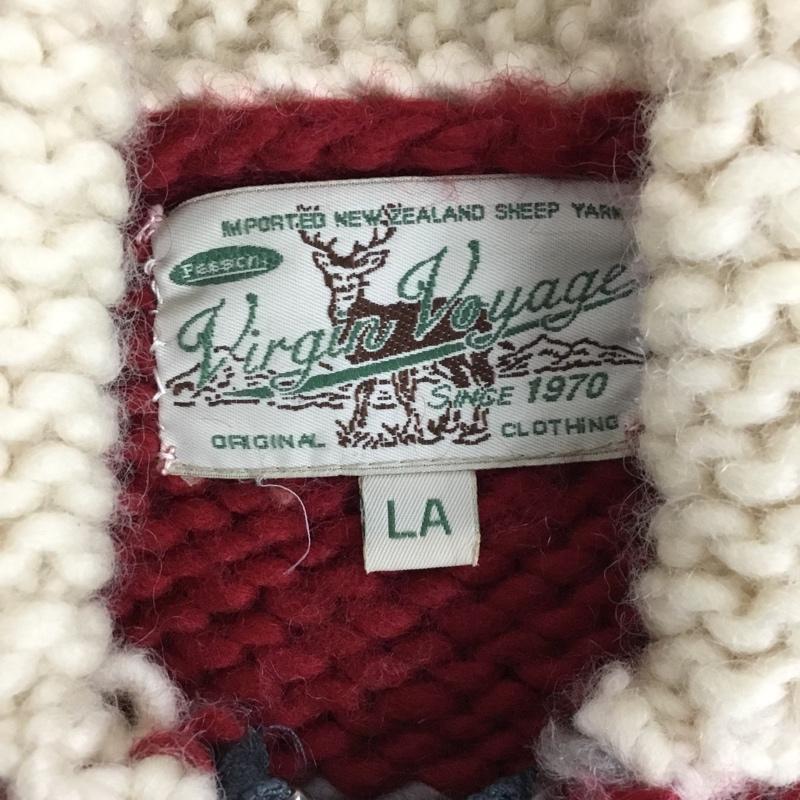 IMPORTED NEW ZEALAND SHEEP YARN
Virgin Voyage
SINCE 1970
ORIGINAL CLOTHING
LA